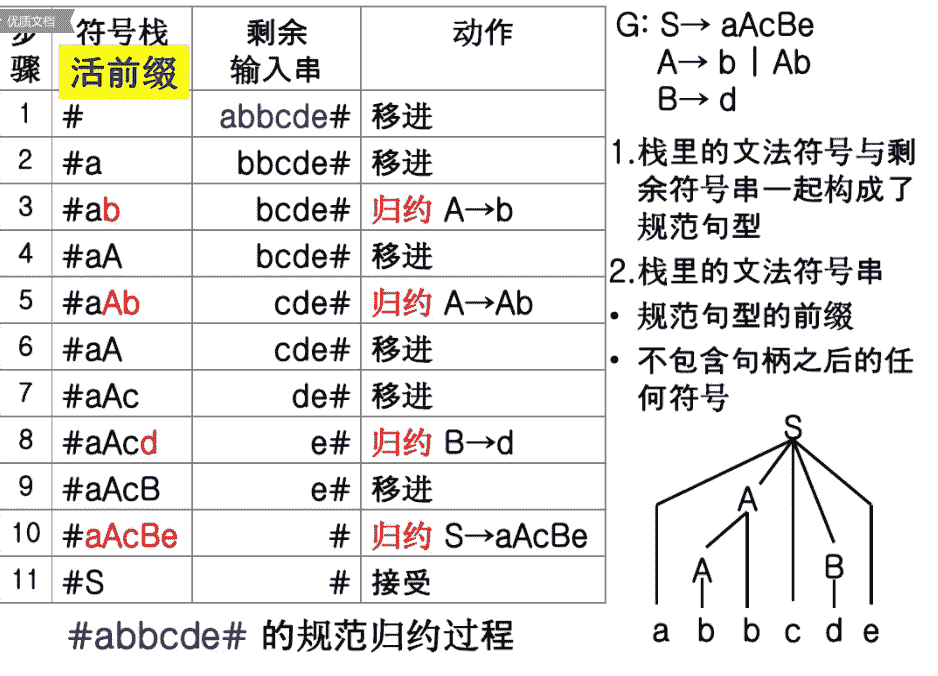 优质文档
步骤 符号栈 活前缀 剩余输入串 动作
1 # abbcde# 移进
2 #a bbcde# 移进
3 #ab bcde# 归约 A→b
4 #aA bcde# 移进
5 #aAb cde# 归约 A→Ab
6 #aA cde# 移进
7 #aAc de# 移进
8 #aAcd e# 归约 B→d
9 #aAcB e# 移进
10 #aAcBe # 归约 S→aAcBe
11 #S # 接受
#abbcde# 的规范归约过程
G: S→ aAcBe
A→ b | Ab
B→ d
1.栈里的文法符号与剩
余符号串一起构成了
规范句型
2.栈里的文法符号串
• 规范句型的前缀
• 不包含句柄之后的任
何符号
S
A
A B
a b b c d e